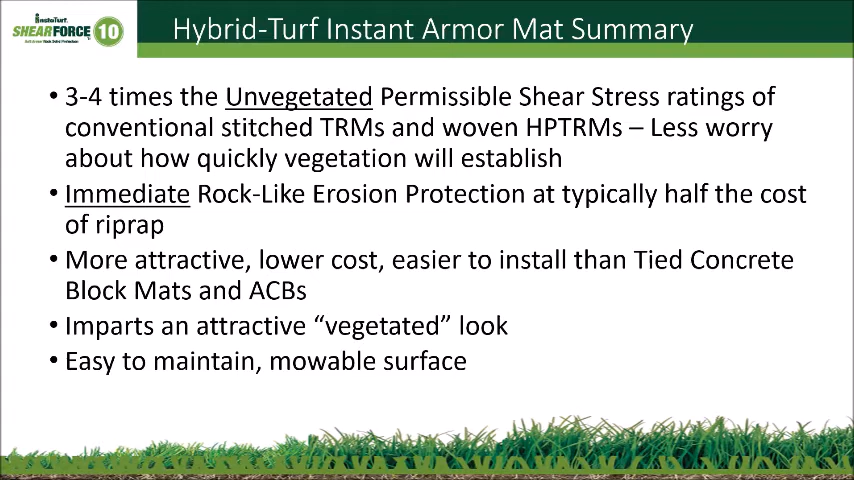 InstaTurf
SHEARFORCE 10
Hybrid-Turf Instant Armor Mat Summary
• 3-4 times the Unvegetated Permissible Shear Stress ratings of
conventional stitched TRMs and woven HPTRMs – Less worry
about how quickly vegetation will establish
• Immediate Rock-Like Erosion Protection at typically half the cost
of riprap
• More attractive, lower cost, easier to install than Tied Concrete
Block Mats and ACBs
• Imparts an attractive “vegetated” look
• Easy to maintain, mowable surface